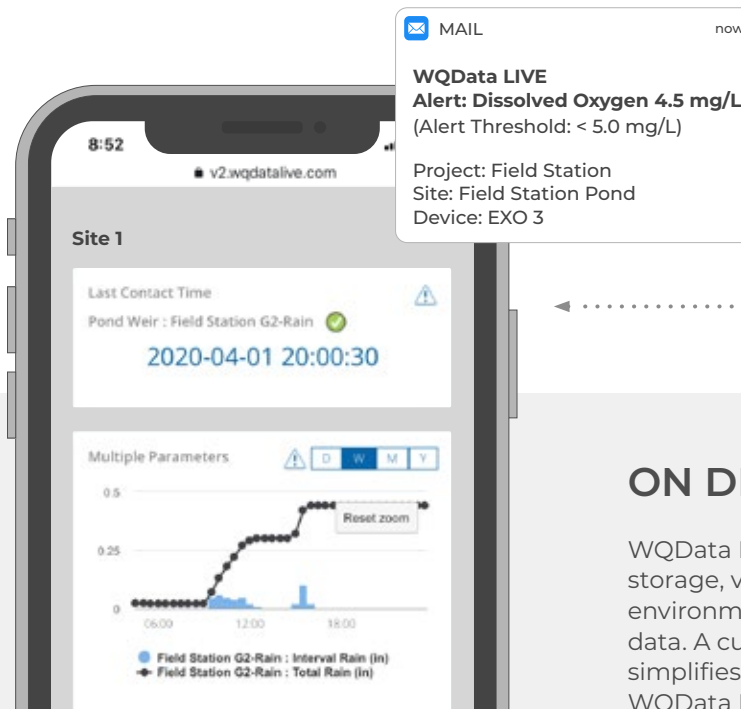 MAIL
now
WQData LIVE
Alert: Dissolved Oxygen 4.5 mg/L
(Alert Threshold: < 5.0 mg/L)
Project: Field Station
Site: Field Station Pond
Device: EXO 3
8:52
v2.wqdatalive.com
Site 1
Last Contact Time
Pond Weir : Field Station G2-Rain
2020-04-01 20:00:30
Multiple Parameters
D W M Y
0.5
Reset zoom
0.25
0
06:00 12:00 18:00
Field Station G2-Rain : Interval Rain (in)
Field Station G2-Rain : Total Rain (in)
ON
WQData
storage,
data. A
simplifies
WQData